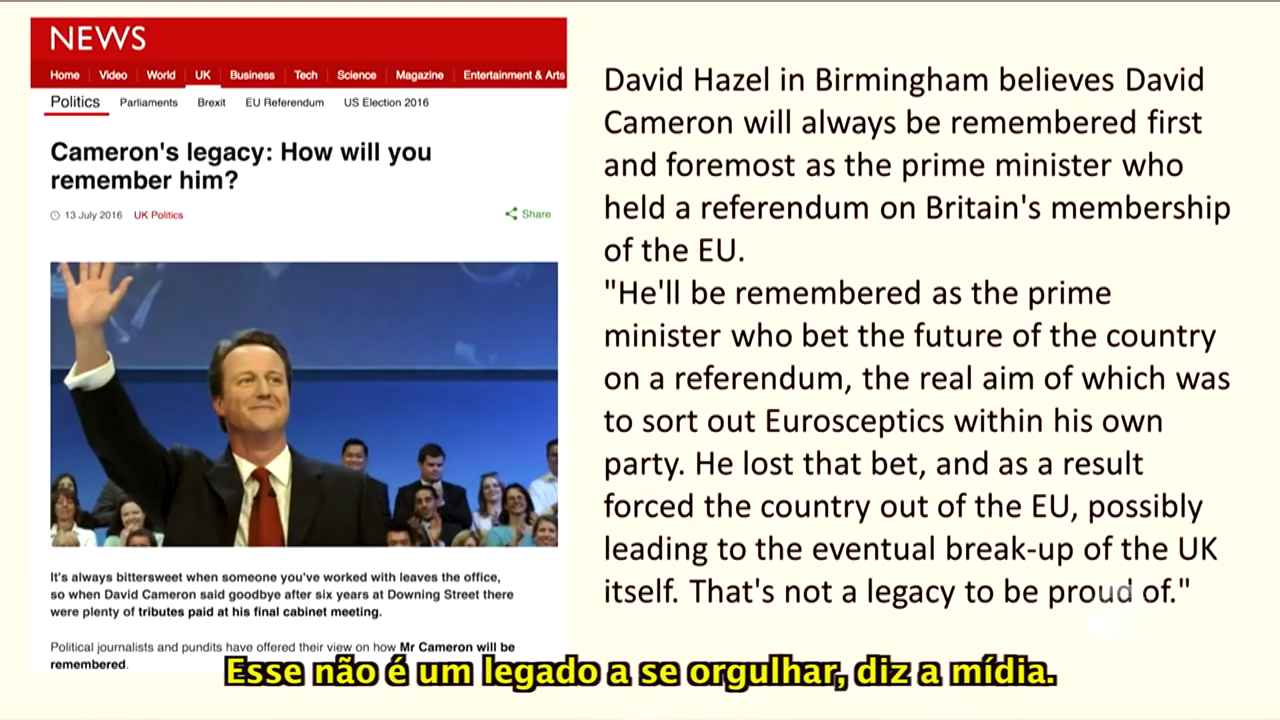 NEWS
Home Video World UK Business Tech Science Magazine Entertainment & Arts
Politics Parliaments Brexit EU Referendum US Election 2016
Cameron's legacy: How will you
remember him?
13 July 2016 UK Politics Share
It's always bittersweet when someone you've worked with leaves the office,
so when David Cameron said goodbye after six years at Downing Street there
were plenty of tributes paid at his final cabinet meeting.
Political journalists and pundits have offered their view on how Mr Cameron will be
remembered.
David Hazel in Birmingham believes David
Cameron will always be remembered first
and foremost as the prime minister who
held a referendum on Britain's membership
of the EU.
"He'll be remembered as the prime
minister who bet the future of the country
on a referendum, the real aim of which was
to sort out Eurosceptics within his own
party. He lost that bet, and as a result
forced the country out of the EU, possibly
leading to the eventual break-up of the UK
itself. That's not a legacy to be proud of."
Esse não é um legado a se orgulhar, diz a mídia.